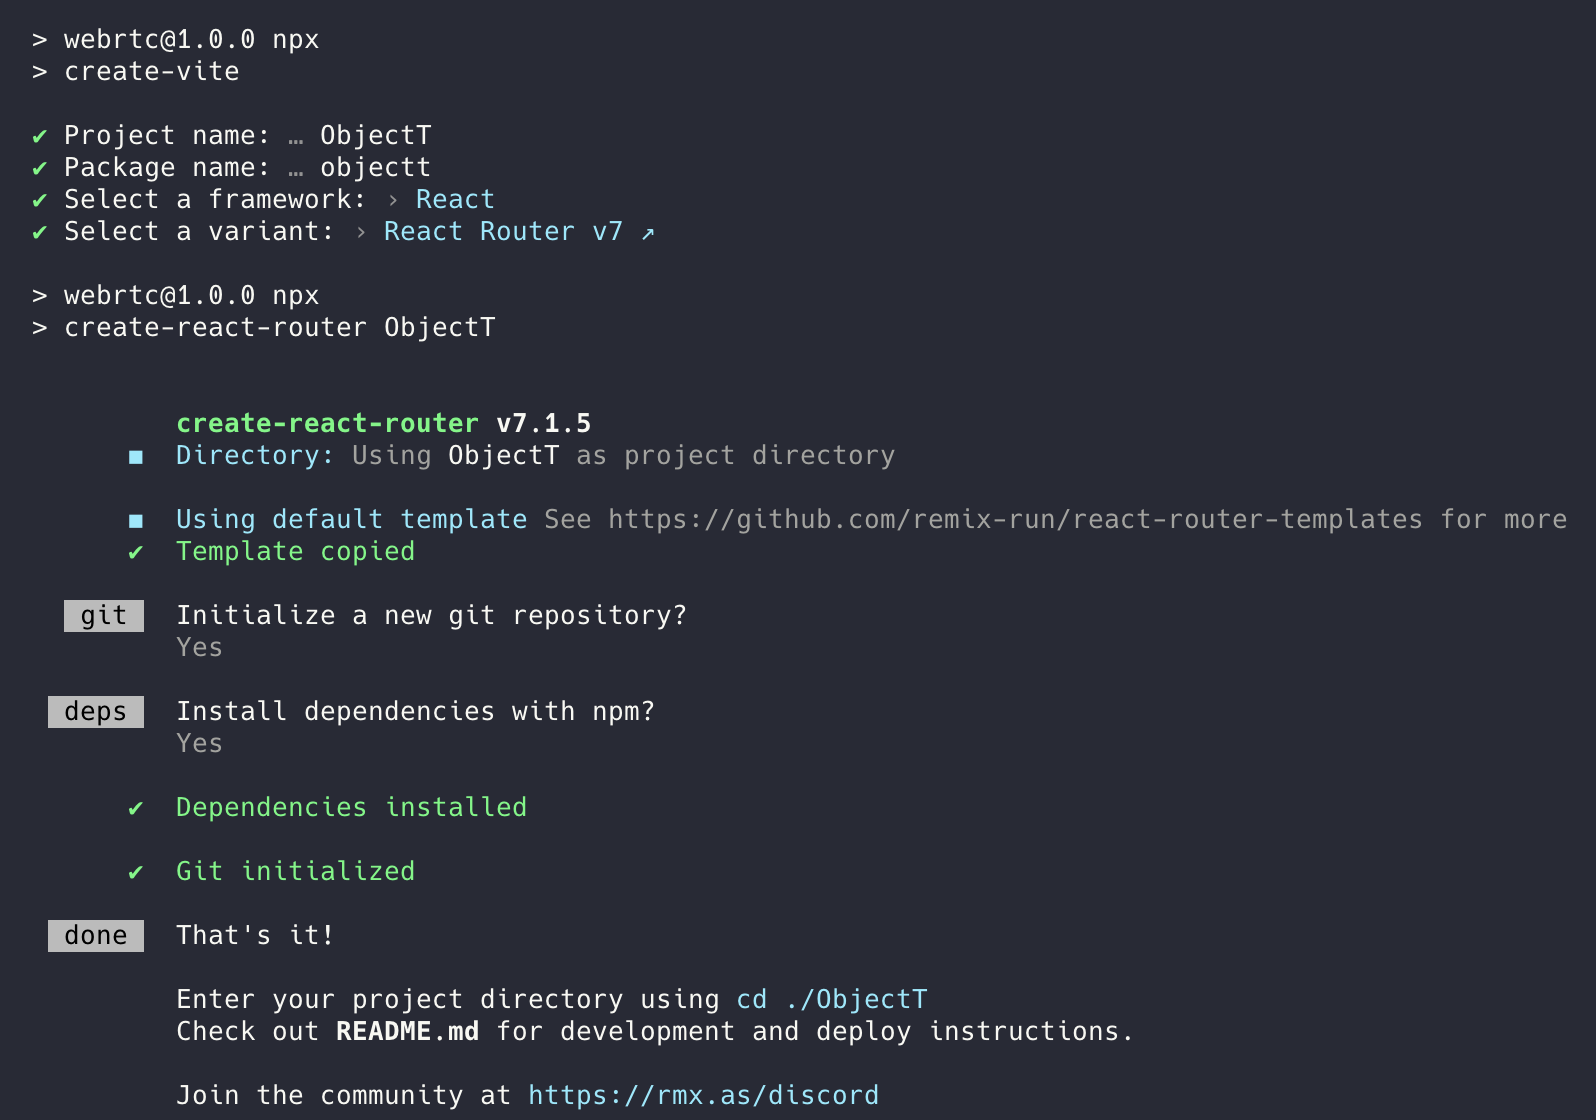 > webrtc@1.0.0 npx
> create-vite
✔ Project name: … ObjectT
✔ Package name: … objectt
✔ Select a framework: › React
✔ Select a variant: › React Router v7 ↗
> webrtc@1.0.0 npx
> create-react-router ObjectT
create-react-router v7.1.5
■ Directory: Using ObjectT as project directory
■ Using default template See https://github.com/remix-run/react-router-templates for more
✔ Template copied
git Initialize a new git repository?
Yes
deps Install dependencies with npm?
Yes
✔ Dependencies installed
✔ Git initialized
done That's it!
Enter your project directory using cd ./ObjectT
Check out README.md for development and deploy instructions.
Join the community at https://rmx.as/discord